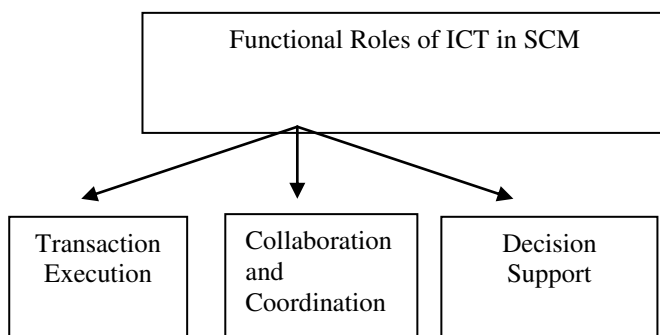 Functional Roles of ICT in SCM
Transaction
Execution
Collaboration
and
Coordination
Decision
Support